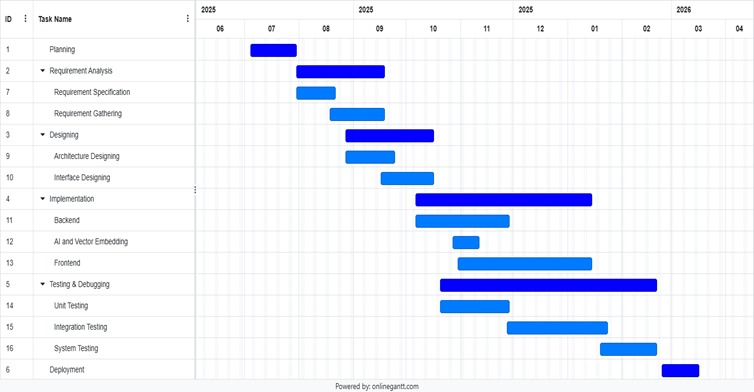 2025 2025 2025 2026
ID Task Name
06 07 08 09 10 11 12 01 02 03 04
1 Planning
2 Requirement Analysis
7 Requirement Specification
8 Requirement Gathering
3 Designing
9 Architecture Designing
10 Interface Designing
4 Implementation
11 Backend
12 AI and Vector Embedding
13 Frontend
5 Testing & Debugging
14 Unit Testing
15 Integration Testing
16 System Testing
6 Deployment
Powered by: onlinegantt.com